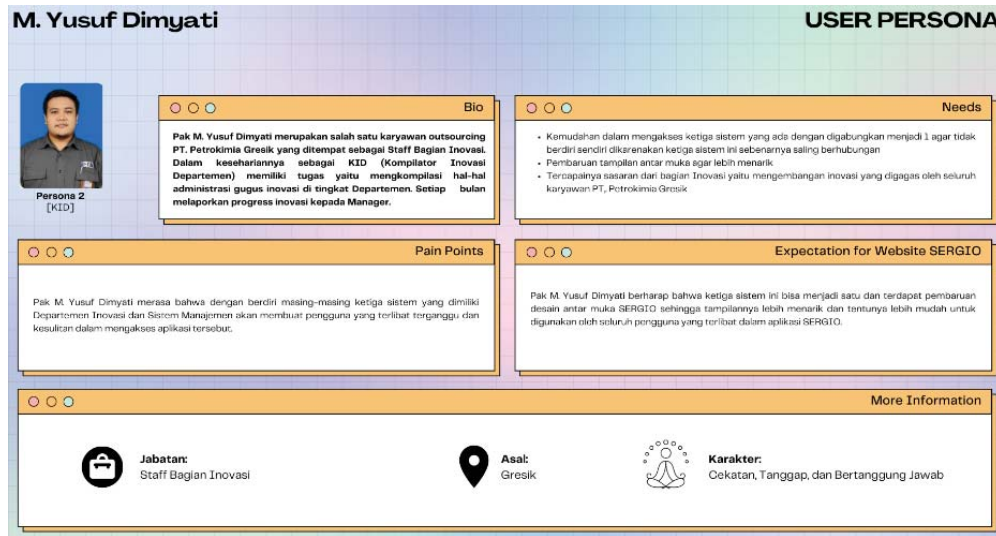 M. Yusuf Dimyati
USER PERSONA
Persona 2
[KID]
Bio
Pak M. Yusuf Dimyati merupakan salah satu karyawan outsourcing
PT. Petrokimia Gresik yang ditempat sebagai Staff Bagian Inovasi.
Dalam kesehariannya sebagai KID (Kompilator Inovasi
Departemen) memiliki tugas yaitu mengkompilasi hal-hal
administrasi gugus inovasi di tingkat Departemen. Setiap bulan
melaporkan progress inovasi kepada Manager.
Needs
• Kemudahan dalam mengakses ketiga sistem yang ada dengan digabungkan menjadi 1 agar tidak
berdiri sendiri dikarenakan ketiga sistem ini sebenarnya saling berhubungan
• Pembaruan tampilan antar muka agar lebih menarik
• Tercapainya sasaran dari bagian Inovasi yaitu mengembangan inovasi yang digagas oleh seluruh
karyawan PT, Petrokimia Gresik
Pain Points
Pak M. Yusuf Dimyati merasa bahwa dengan berdiri masing-masing ketiga sistem yang dimiliki
Departemen Inovasi dan Sistem Manajemen akan membuat pengguna yang terlibat terganggu dan
kesulitan dalam mengakses aplikasi tersebut.
Expectation for Website SERGIO
Pak M. Yusuf Dimyati berharap bahwa ketiga sistem ini bisa menjadi satu dan terdapat pembaruan
desain antar muka SERGIO sehingga tampilannya lebih menarik dan tentunya lebih mudah untuk
digunakan oleh seluruh pengguna yang terlibat dalam aplikasi SERGIO.
More Information
Jabatan:
Staff Bagian Inovasi
Asal:
Gresik
Karakter:
Cekatan, Tanggap, dan Bertanggung Jawab